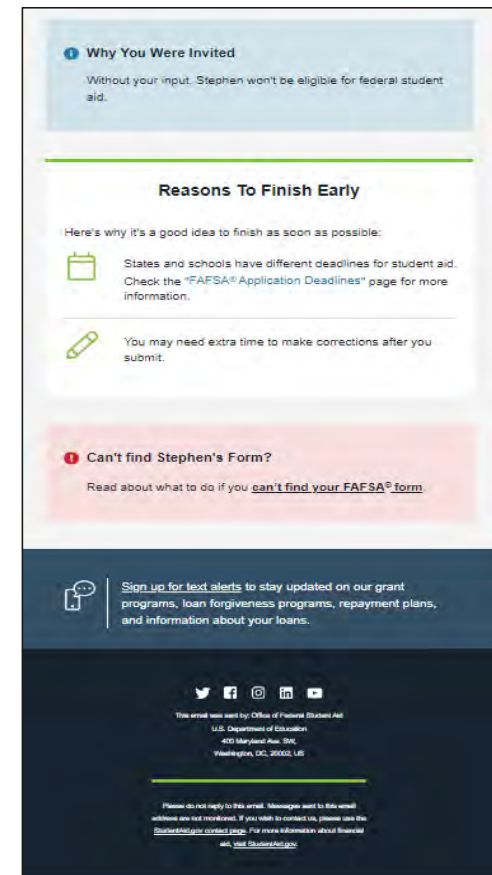 Why You Were Invited
Without your input. Stephen won't be eligible for federal student
aid.
Reasons To Finish Early
Here's why it's a good idea to finish as soon as possible:
States and schools have different deadlines for student aid.
Check the "FAFSA® Application Deadlines" page for more
information.
You may need extra time to make corrections after you
submit.
Can't find Stephen's Form?
Read about what to do if you can't find your FAFSA® form.
Sign up for text alerts to stay updated on our grant
programs, loan forgiveness programs, repayment plans,
and information about your loans.
This email was sent by: Office of Federal Student Aid
U.S. Department of Education
400 Maryland Ave. SW,
Washington, DC, 20002, US
Please do not reply to this email. Messages sent to this email
address are not monitored. If you wish to contact us, please use the
StudentAid.gov contact page. For more information about financial
aid, visit StudentAid.gov.